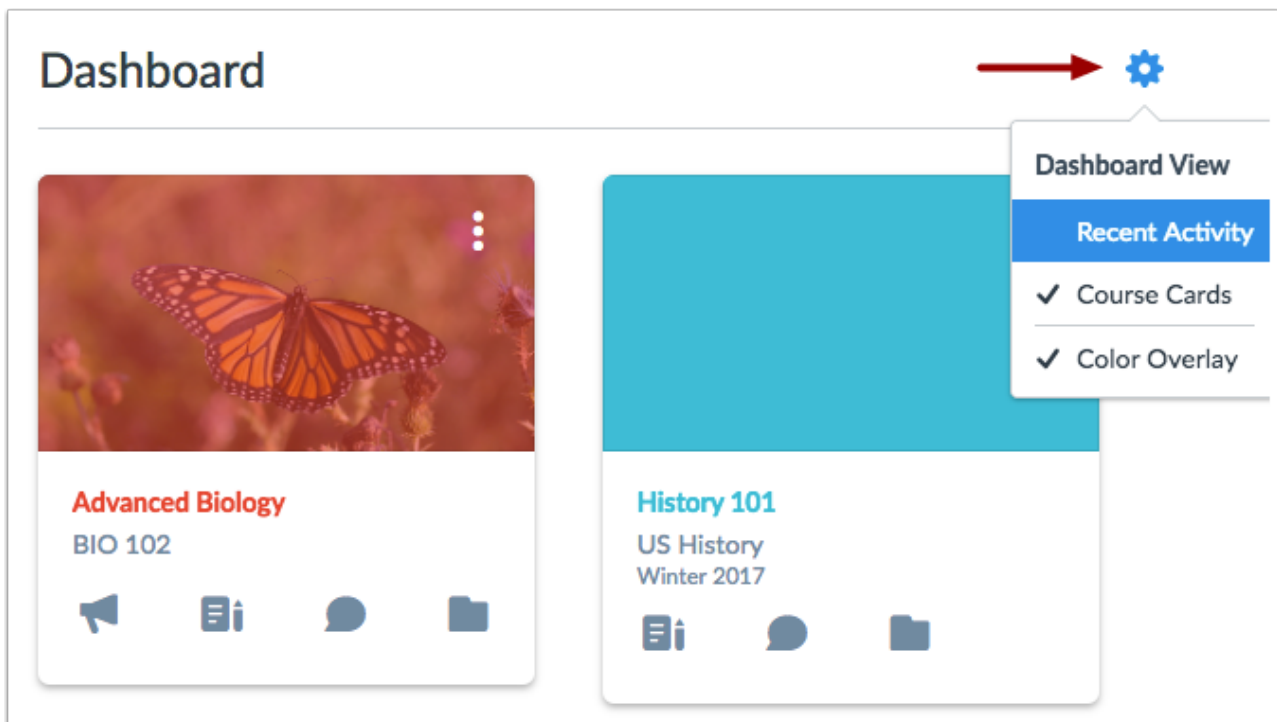 Dashboard
Dashboard View
Recent Activity
Course Cards
Color Overlay
Advanced Biology
BIO 102
History 101
US History
Winter 2017